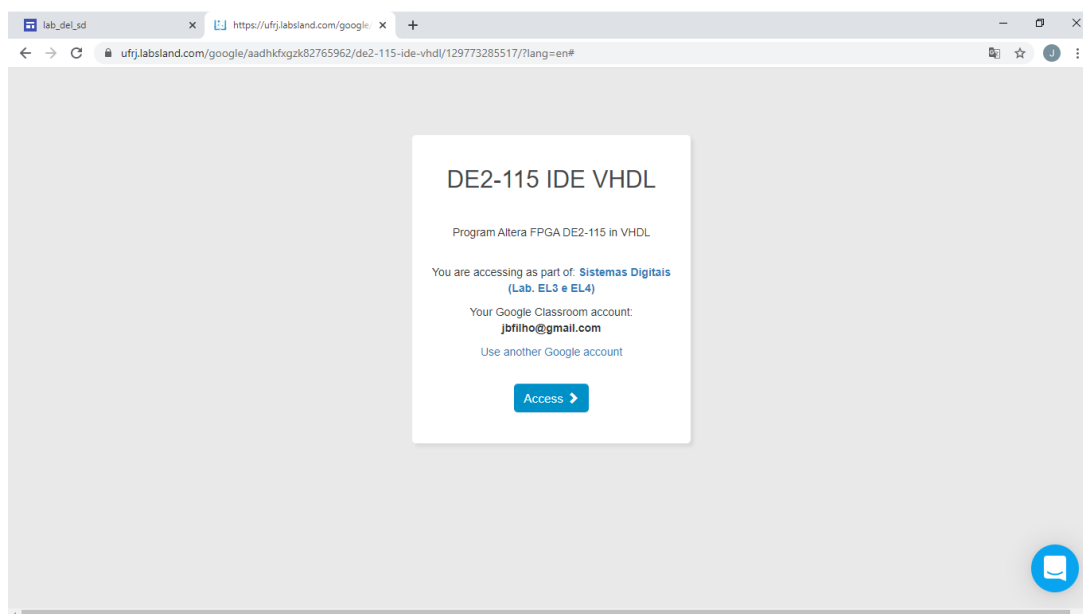 lab_del_sd
https://ufrj.labsland.com/google/
ufrj.labsland.com/google/aadhkfxgzk82765962/de2-115-ide-vhdl/129773285517/?lang=en#
J
DE2-115 IDE VHDL
Program Altera FPGA DE2-115 in VHDL
You are accessing as part of: Sistemas Digitais
(Lab. EL3 e EL4)
Your Google Classroom account:
jbfilho@gmail.com
Use another Google account
Access